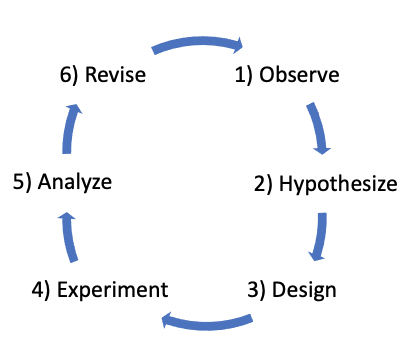 1) Observe
2) Hypothesize
3) Design
4) Experiment
5) Analyze
6) Revise